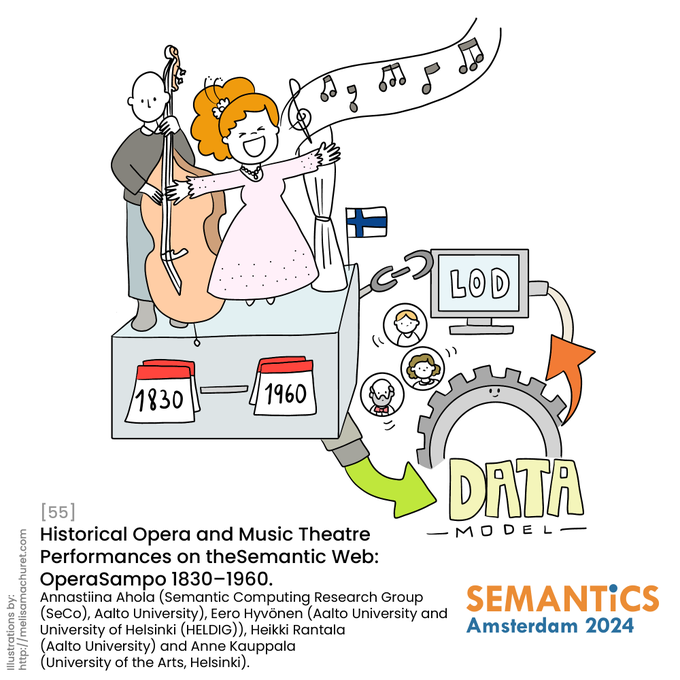 LOD
1830
1960
DATA
MODEL
[55]
Historical Opera and Music Theatre
Performances on theSemantic Web:
OperaSampo 1830–1960.
Annastiina Ahola (Semantic Computing Research Group
(SeCo), Aalto University), Eero Hyvönen (Aalto University and
University of Helsinki (HELDIG)), Heikki Rantala
(Aalto University) and Anne Kauppala
(University of the Arts, Helsinki).
SEMANTiCS
Amsterdam 2024
Illustrations by:
http://melisamachuret.com